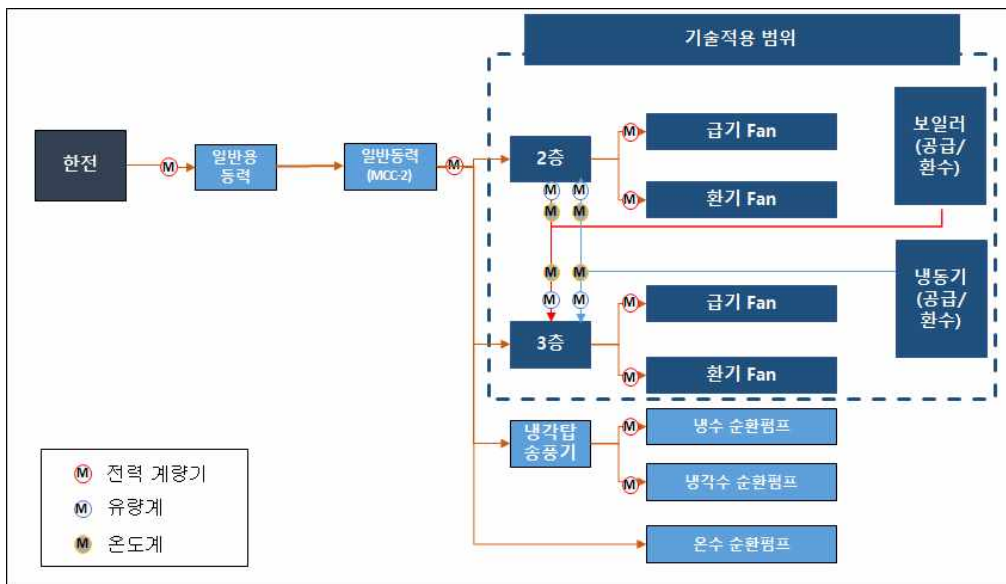 기술적용 범위
한전
M
일반용
동력
일반동력
(MCC-2)
M
2층
M
급기 Fan
M
환기 Fan
보일러
(공급/
환수)
M
M
M
M
M
M
M
M
냉동기
(공급/
환수)
3층
M
급기 Fan
M
환기 Fan
냉각탑
송풍기
M
냉수 순환펌프
M
냉각수 순환펌프
온수 순환펌프
M 전력 계량기
M 유량계
M 온도계